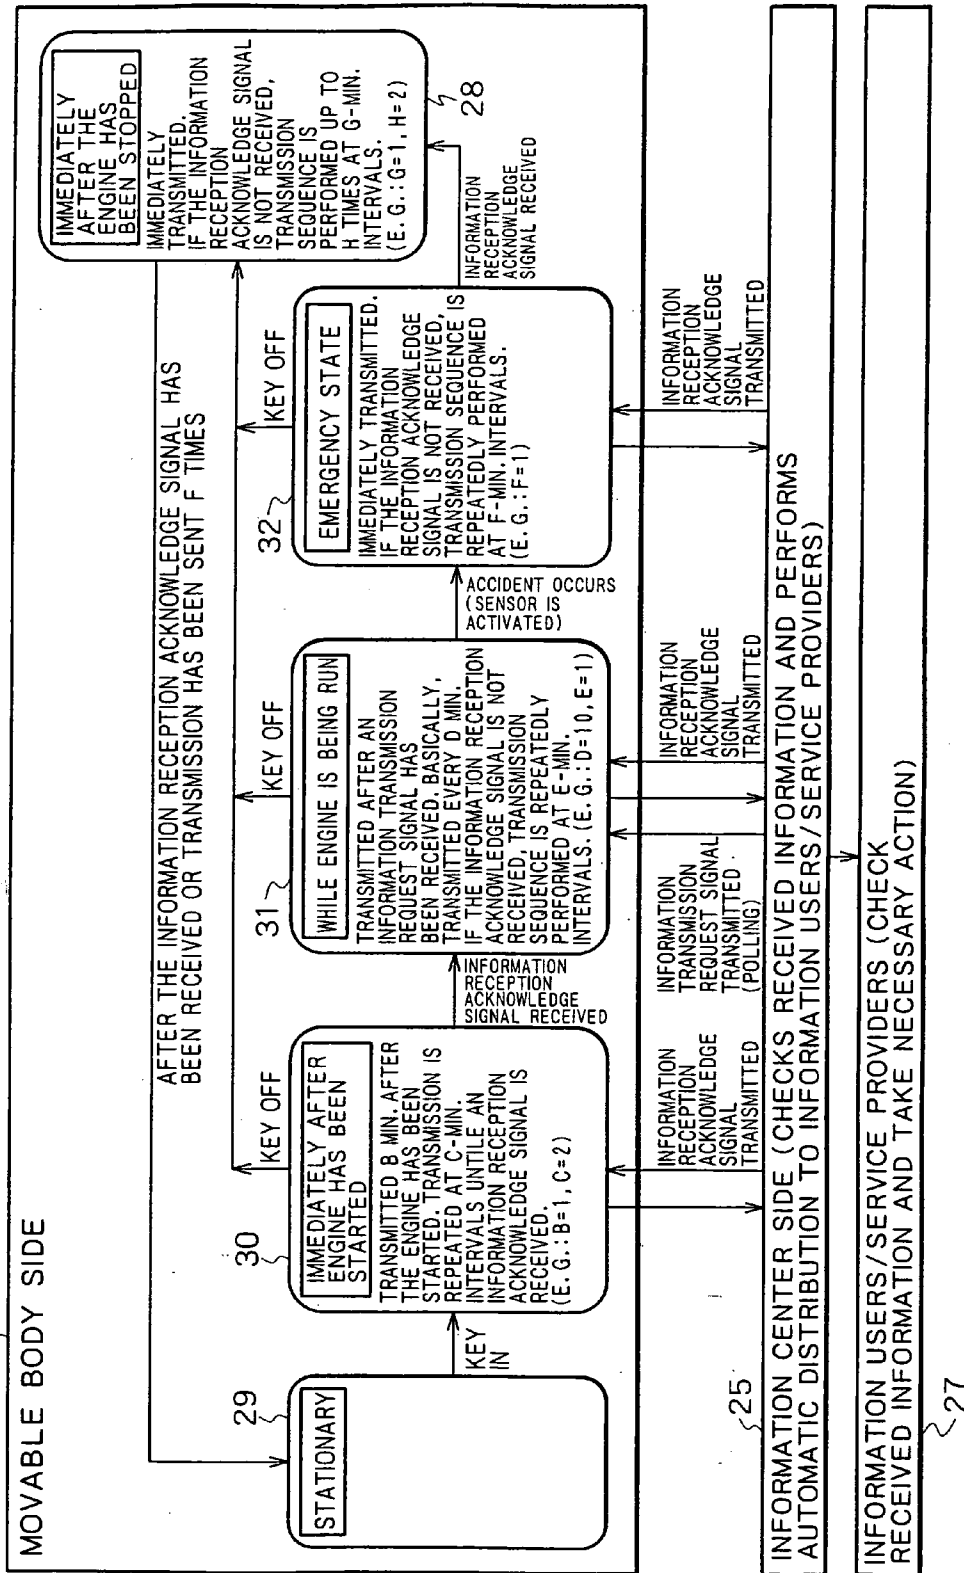 MOVABLE BODY SIDE
29
STATIONARY
KEY
IN
30
IMMEDIATELY AFTER
ENGINE HAS BEEN
STARTED
TRANSMITTED B MIN. AFTER
THE ENGINE HAS BEEN
STARTED. TRANSMISSION IS
REPEATED AT C-MIN.
INTERVALS UNTILE AN
INFORMATION RECEPTION
ACKNOWLEDGE SIGNAL IS
RECEIVED.
(E. G.:B=1, C=2)
KEY OFF
INFORMATION
RECEPTION
ACKNOWLEDGE
SIGNAL RECEIVED
31
WHILE ENGINE IS BEING RUN
TRANSMITTED AFTER AN
INFORMATION TRANSMISSION
REQUEST SIGNAL HAS
BEEN RECEIVED. BASICALLY,
TRANSMITTED EVERY D MIN.
IF THE INFORMATION RECEPTION
ACKNOWLEDGE SIGNAL IS NOT
RECEIVED, TRANSMISSION
SEQUENCE IS REPEATEDLY
PERFORMED AT E-MIN.
INTERVALS. (E. G.:D=10, E=1)
KEY OFF
ACCIDENT OCCURS
(SENSOR IS
ACTIVATED)
32
EMERGENCY STATE
IMMEDIATELY TRANSMITTED.
IF THE INFORMATION
RECEPTION ACKNOWLEDGE
SIGNAL IS NOT RECEIVED,
TRANSMISSION SEQUENCE IS
REPEATEDLY PERFORMED
AT F-MIN. INTERVALS.
(E. G.:F=1)
KEY OFF
INFORMATION
RECEPTION
ACKNOWLEDGE
SIGNAL RECEIVED
28
IMMEDIATELY
AFTER THE
ENGINE HAS
BEEN STOPPED
IMMEDIATELY
TRANSMITTED.
IF THE INFORMATION
RECEPTION
ACKNOWLEDGE SIGNAL
IS NOT RECEIVED,
TRANSMISSION
SEQUENCE IS
PERFORMED UP TO
H TIMES AT G-MIN.
INTERVALS.
(E. G.:G=1, H=2)
AFTER THE INFORMATION RECEPTION ACKNOWLEDGE SIGNAL HAS
BEEN RECEIVED OR TRANSMISSION HAS BEEN SENT F TIMES
INFORMATION
RECEPTION
ACKNOWLEDGE
SIGNAL
TRANSMITTED
INFORMATION
TRANSMISSION
REQUEST SIGNAL
TRANSMITTED
(POLLING)
INFORMATION
RECEPTION
ACKNOWLEDGE
SIGNAL
TRANSMITTED
INFORMATION
RECEPTION
ACKNOWLEDGE
SIGNAL
TRANSMITTED
25
INFORMATION CENTER SIDE (CHECKS RECEIVED INFORMATION AND PERFORMS
AUTOMATIC DISTRIBUTION TO INFORMATION USERS/SERVICE PROVIDERS)
INFORMATION USERS/SERVICE PROVIDERS (CHECK
RECEIVED INFORMATION AND TAKE NECESSARY ACTION)
27